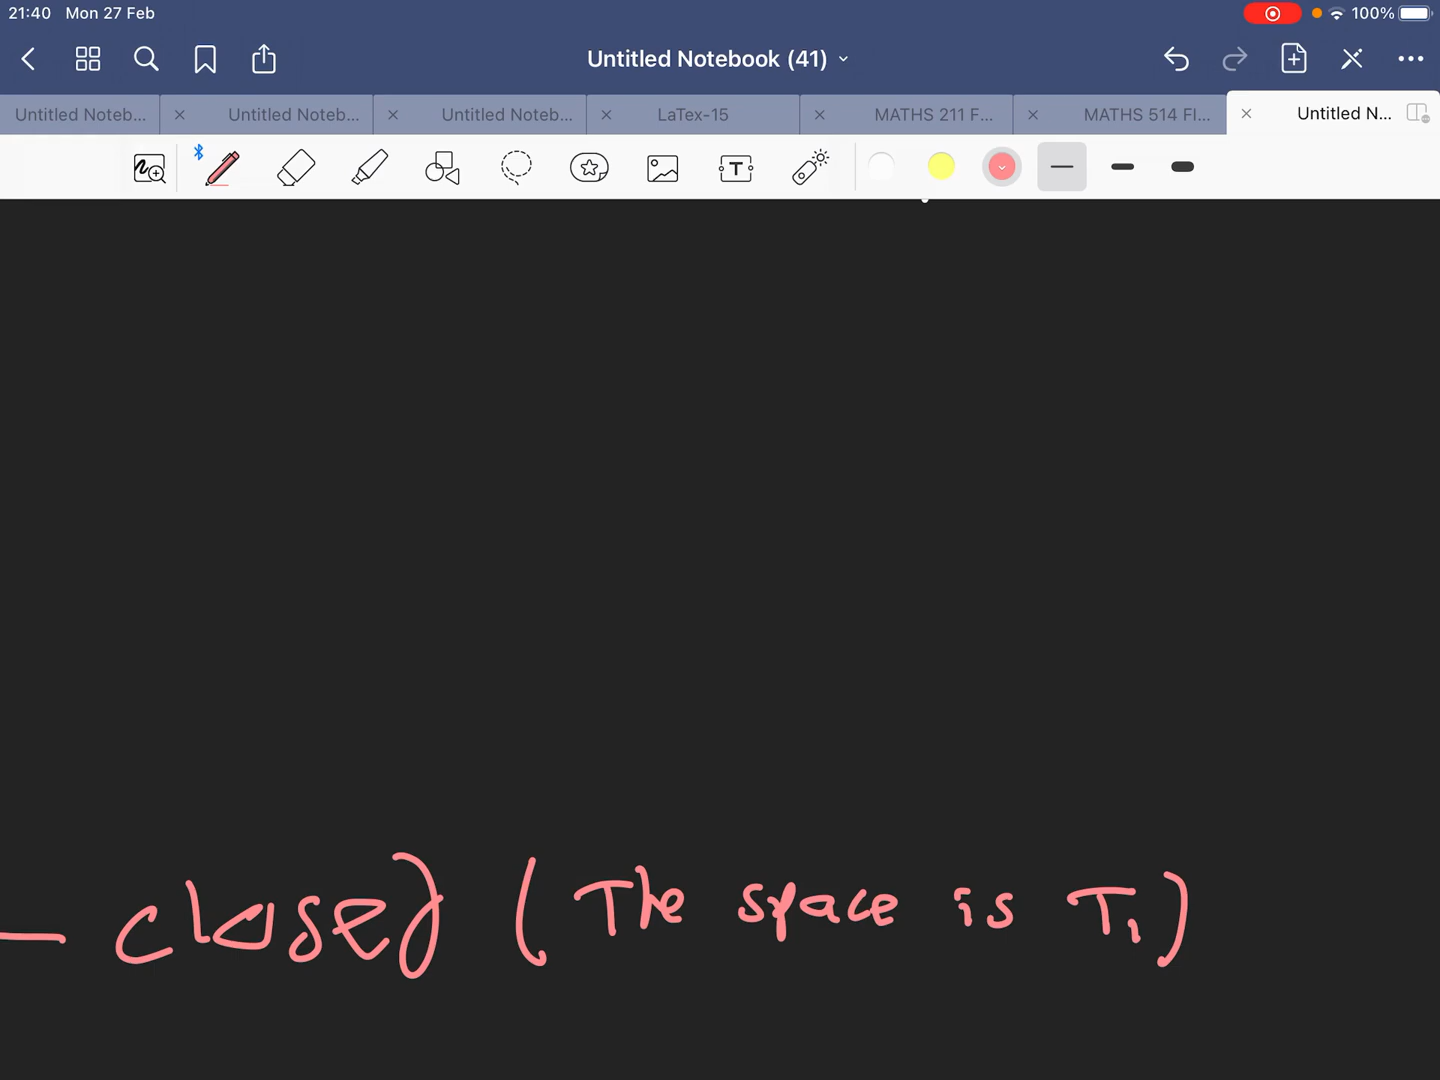 21:40 Mon 27 Feb 100%
Untitled Notebook (41)
Untitled Noteb... Untitled Noteb... Untitled Noteb... LaTex-15 MATHS 211 F... MATHS 514 FI... Untitled N...
T
— closed (The space is T₁)